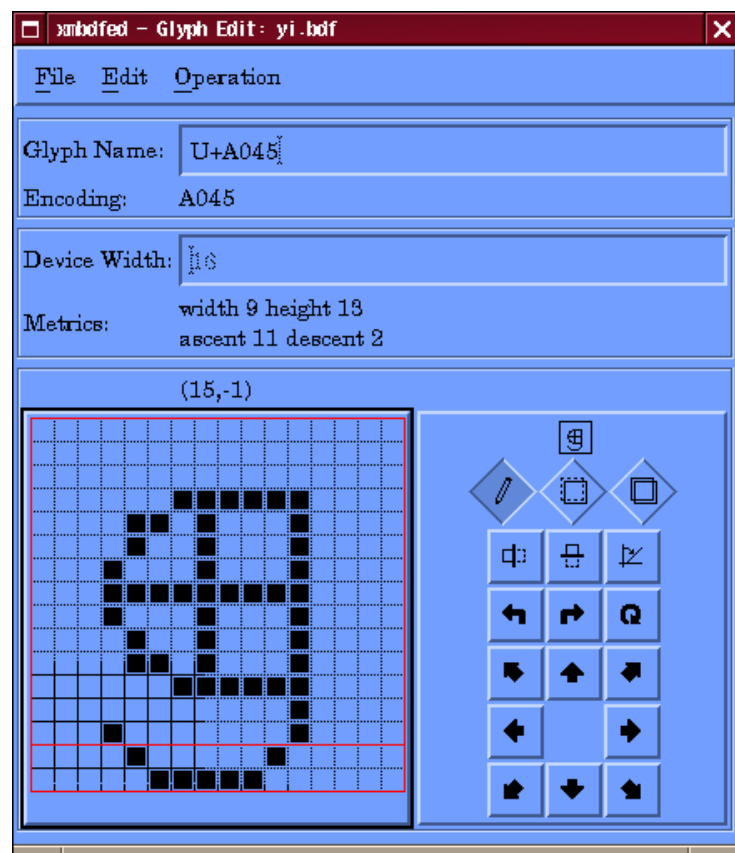 xmbdfed - Glyph Edit: yi.bdf
File Edit Operation
Glyph Name: U+A045
Encoding: A045
Device Width: 16
Metrics: width 9 height 13
ascent 11 descent 2
(15,-1)